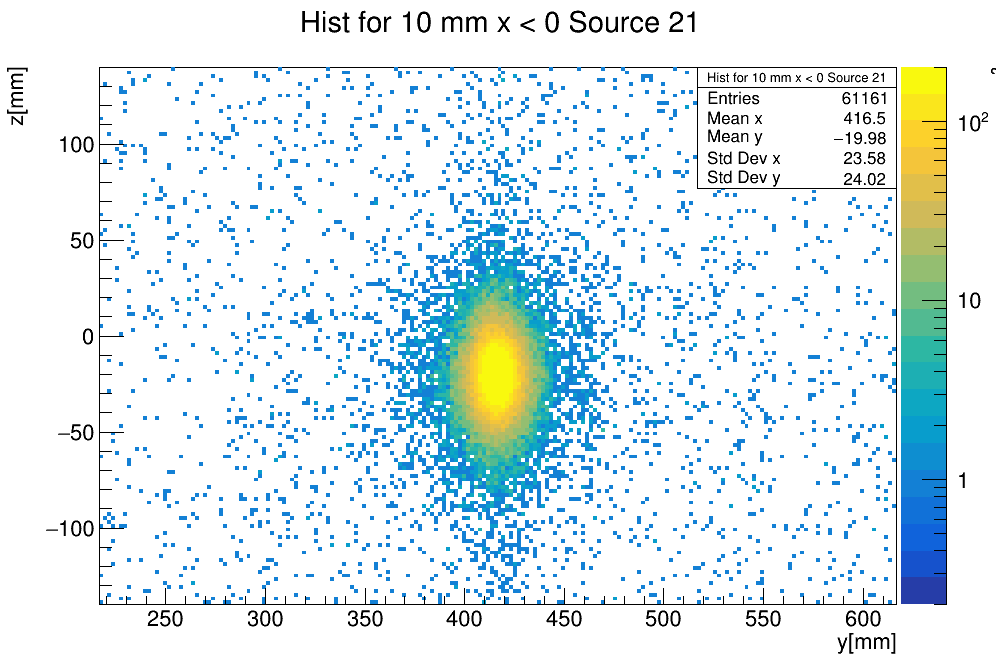 Hist for 10 mm x < 0 Source 21
z[mm]
Hist for 10 mm x < 0 Source 21
Entries 61161
Mean x 416.5
Mean y −19.98
Std Dev x 23.58
Std Dev y 24.02
100
50
0
−50
−100
10²
10
1
250 300 350 400 450 500 550 600
y[mm]